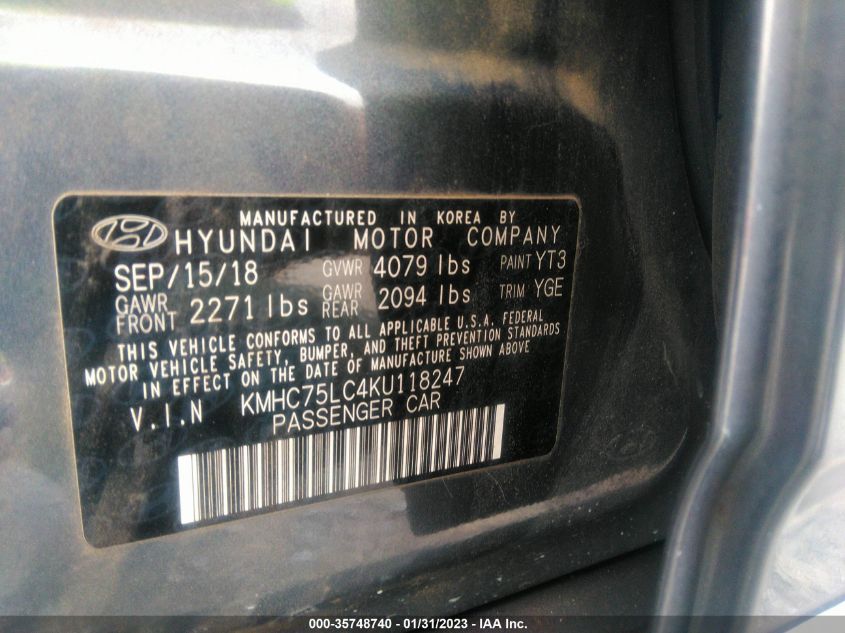 MANUFACTURED IN KOREA BY
HYUNDAI MOTOR COMPANY
SEP/15/18 GVWR 4079 lbs PAINT YT3
GAWR FRONT 2271 lbs GAWR REAR 2094 lbs TRIM YGE
THIS VEHICLE CONFORMS TO ALL APPLICABLE U.S.A. FEDERAL
MOTOR VEHICLE SAFETY, BUMPER, AND THEFT PREVENTION STANDARDS
IN EFFECT ON THE DATE OF MANUFACTURE SHOWN ABOVE
V.I.N KMHC75LC4KU118247
PASSENGER CAR
000-35748740 - 01/31/2023 - IAA Inc.